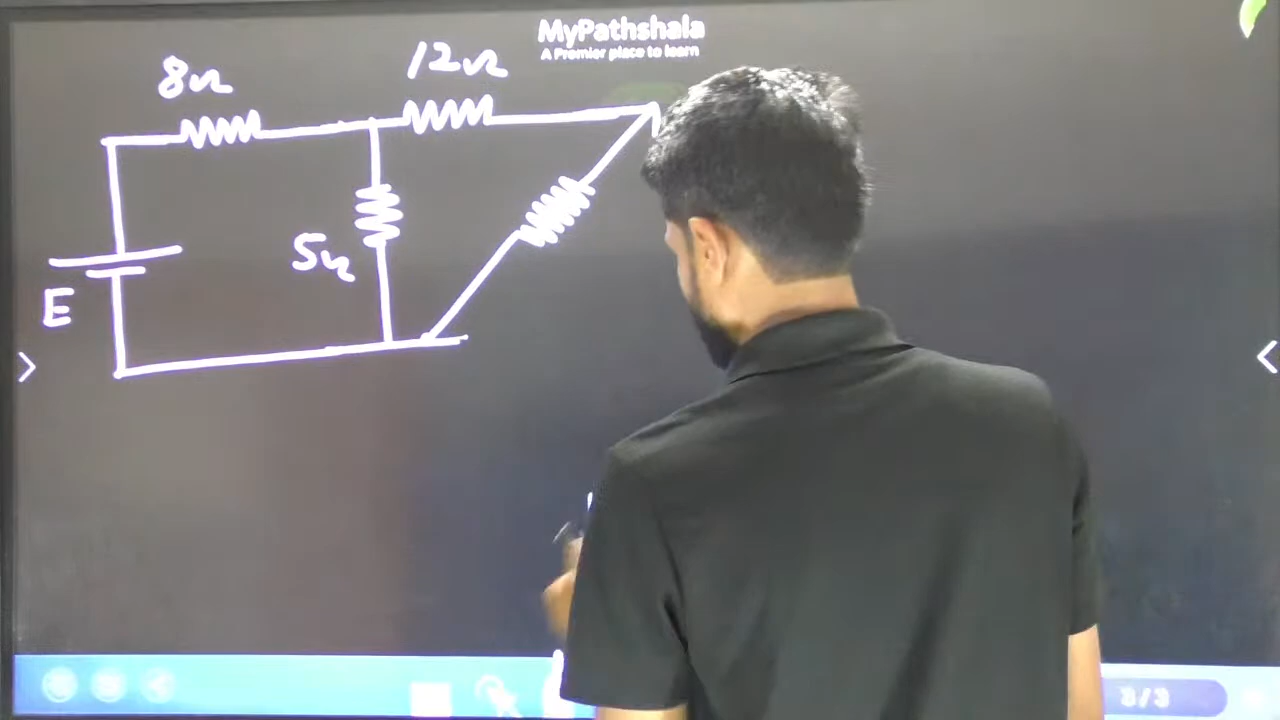 MyPathshala
A Premier place to learn
8Ω
12Ω
5Ω
E
3/3